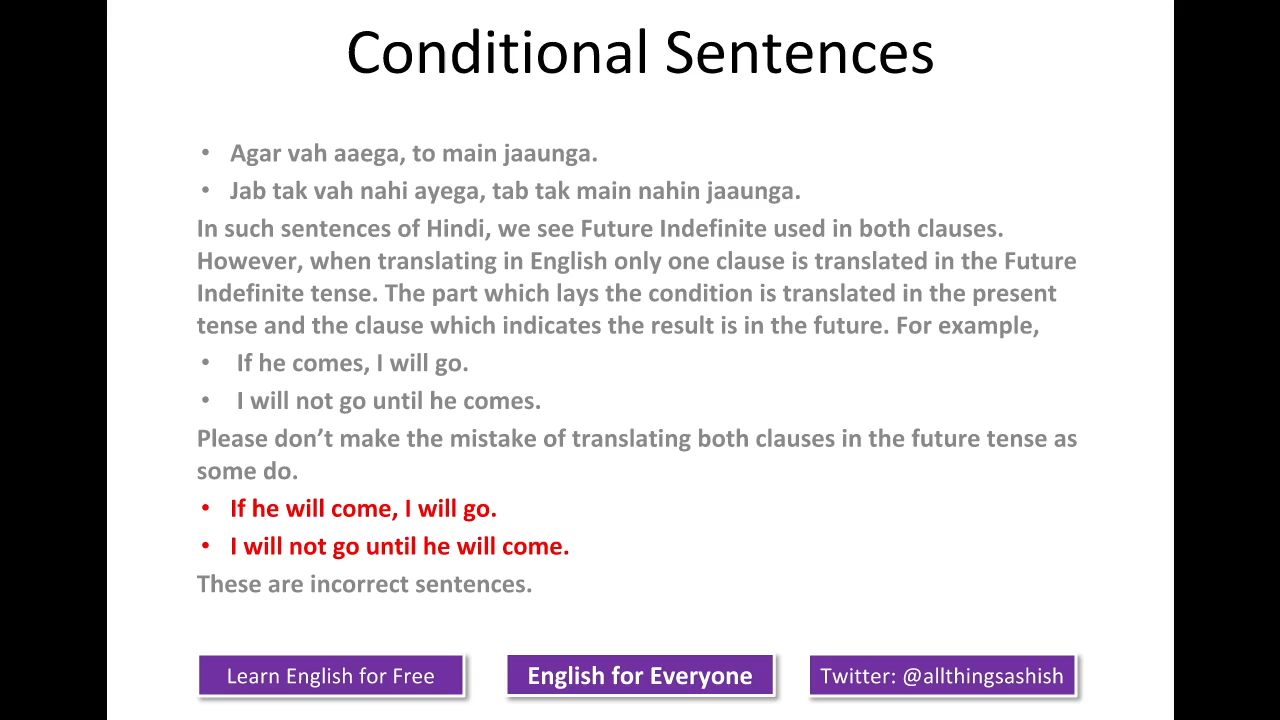 Conditional Sentences
• Agar vah aaega, to main jaaunga.
• Jab tak vah nahi ayega, tab tak main nahin jaaunga.
In such sentences of Hindi, we see Future Indefinite used in both clauses.
However, when translating in English only one clause is translated in the Future
Indefinite tense. The part which lays the condition is translated in the present
tense and the clause which indicates the result is in the future. For example,
• If he comes, I will go.
• I will not go until he comes.
Please don’t make the mistake of translating both clauses in the future tense as
some do.
• If he will come, I will go.
• I will not go until he will come.
These are incorrect sentences.
Learn English for Free
English for Everyone
Twitter: @allthingsashish